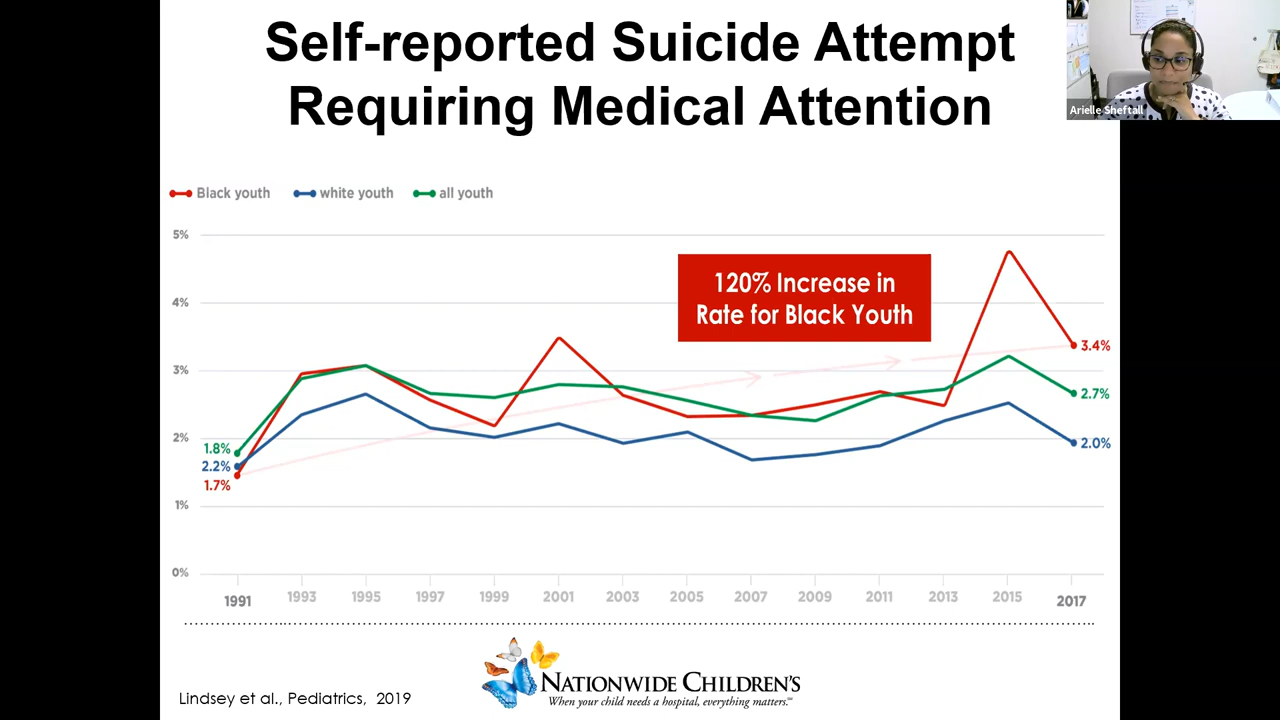 Self-reported Suicide Attempt
Requiring Medical Attention
Arielle Sheftall
Black youth white youth all youth
5%
4%
3%
2%
1%
0%
120% Increase in
Rate for Black Youth
3.4%
2.7%
2.0%
1.8%
2.2%
1.7%
1991 1993 1995 1997 1999 2001 2003 2005 2007 2009 2011 2013 2015 2017
NATIONWIDE CHILDREN'S
When your child needs a hospital, everything matters.℠
Lindsey et al., Pediatrics, 2019